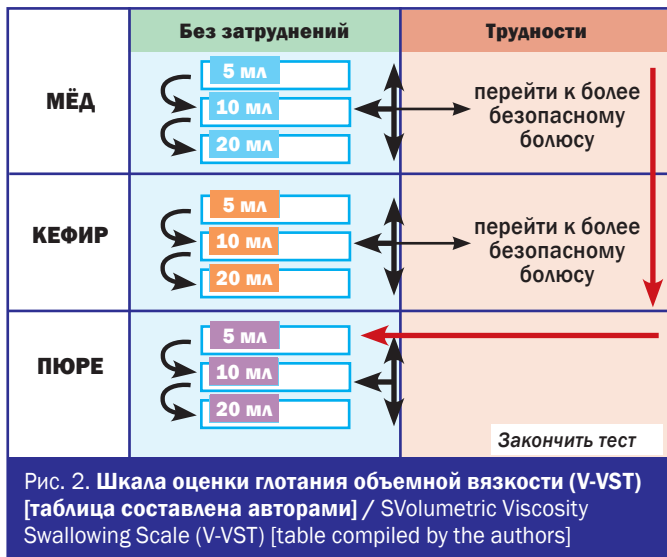 Без затруднений
Трудности
МЁД
5 мл
10 мл
20 мл
перейти к более
безопасному
болюсу
КЕФИР
5 мл
10 мл
20 мл
перейти к более
безопасному
болюсу
ПЮРЕ
5 мл
10 мл
20 мл
Закончить тест
Рис. 2. Шкала оценки глотания объемной вязкости (V-VST)
[таблица составлена авторами] / SVolumetric Viscosity
Swallowing Scale (V-VST) [table compiled by the authors]